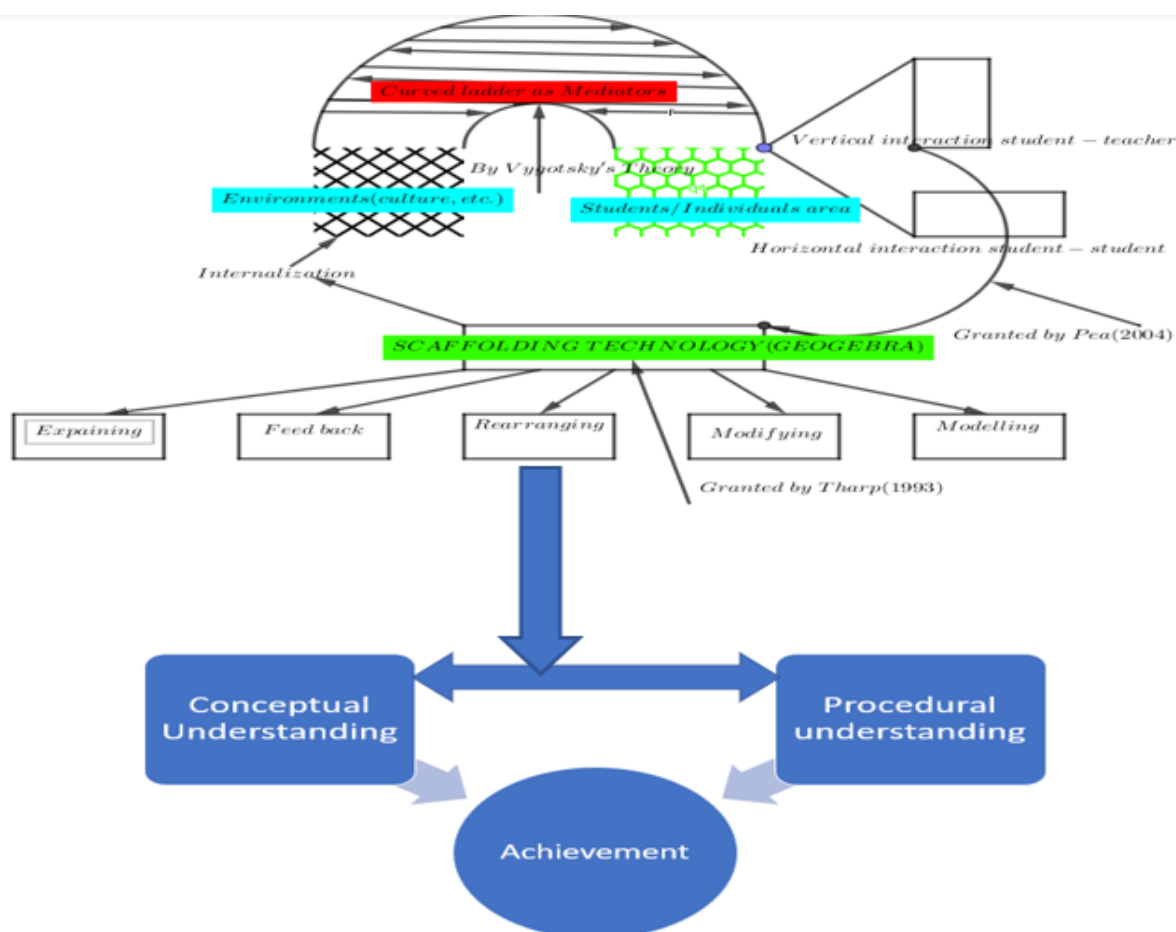 Curved ladder as Mediators
Vertical interaction student - teacher
By Vygotsky's Theory
Environments(culture, etc.)
Students/Individuals area
Horizontal interaction student - student
Internalization
Granted by Pea(2004)
SCAFFOLDING TECHNOLOGY(GEOGEBRA)
Expaining
Feed back
Rearranging
Modifying
Modelling
Granted by Tharp(1993)
Conceptual
Understanding
Procedural
understanding
Achievement